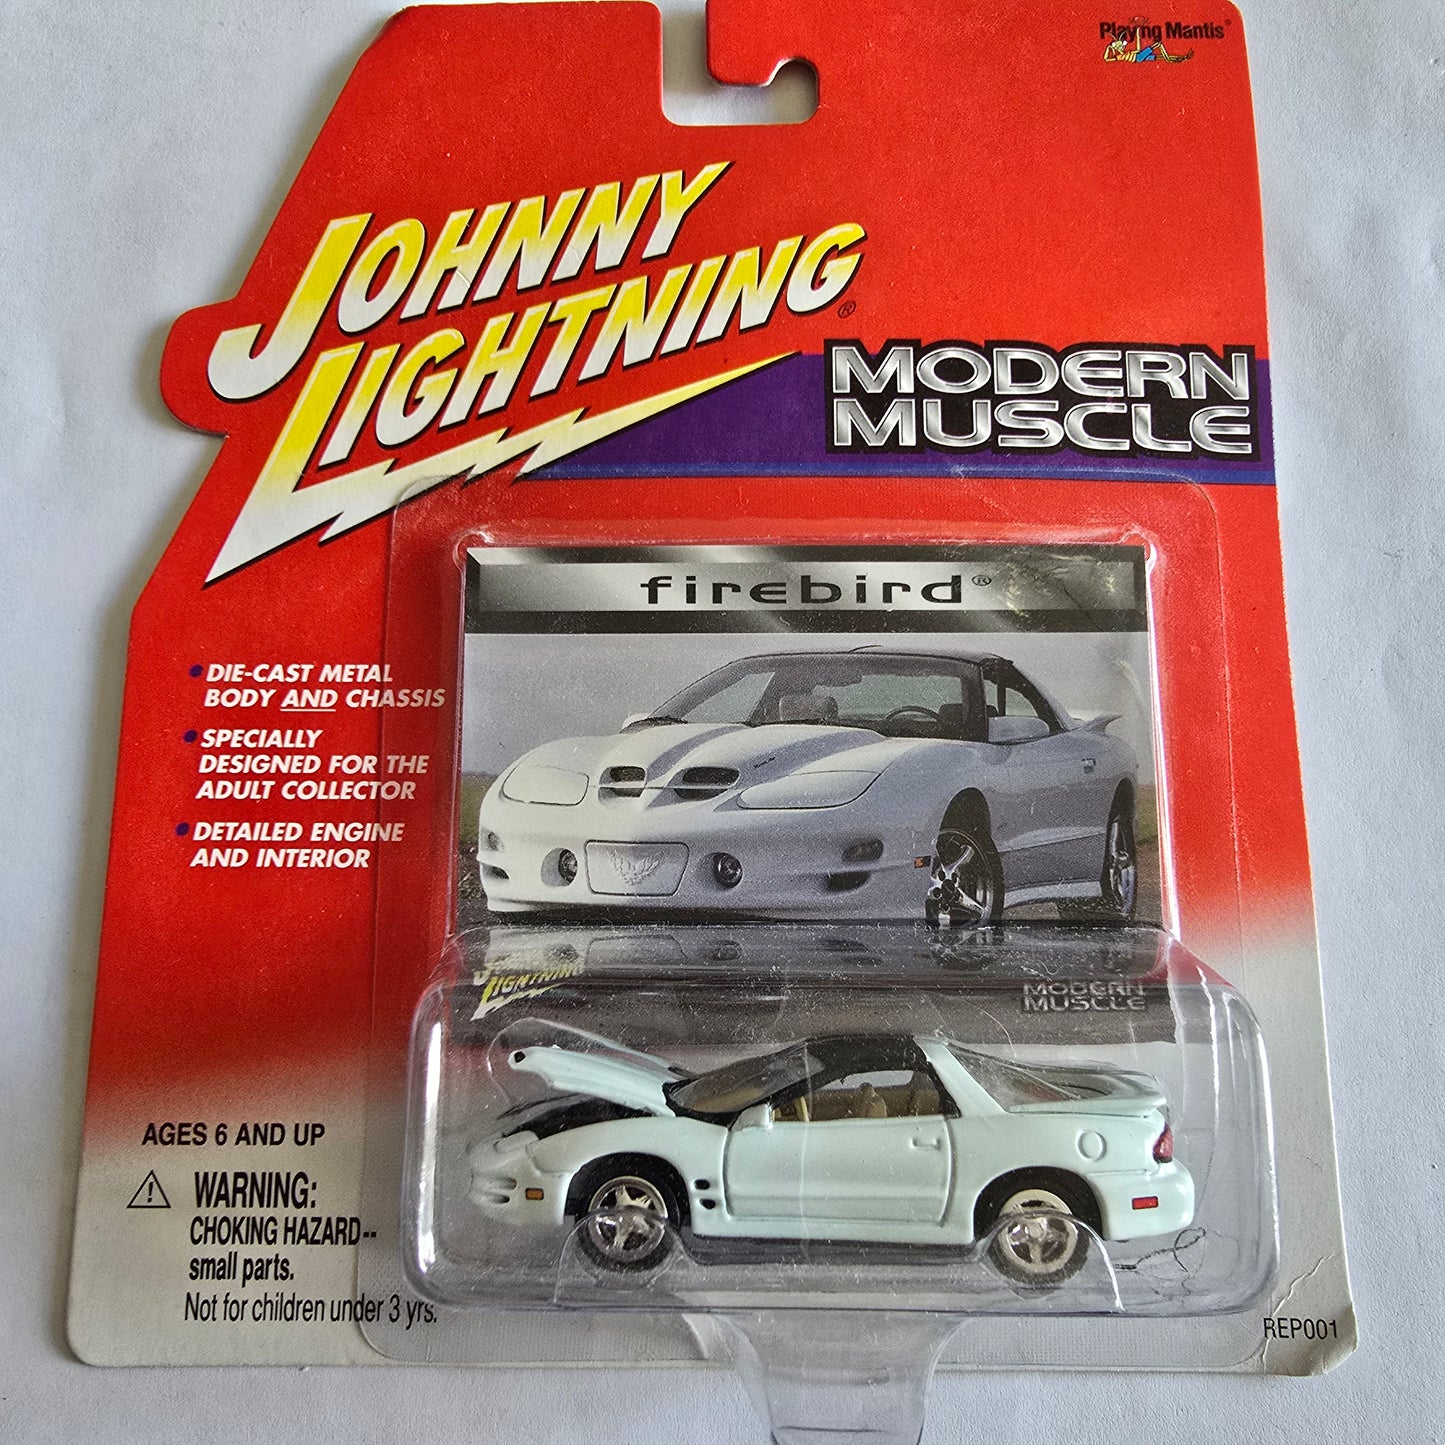 Playing Mantis®
JOHNNY
LIGHTNING®
MODERN
MUSCLE
firebird
• DIE-CAST METAL
BODY AND CHASSIS
• SPECIALLY
DESIGNED FOR THE
ADULT COLLECTOR
• DETAILED ENGINE
AND INTERIOR
JOHNNY
LIGHTNING
MODERN
MUSCLE
AGES 6 AND UP
WARNING:
CHOKING HAZARD--
small parts.
Not for children under 3 yrs.
REP001